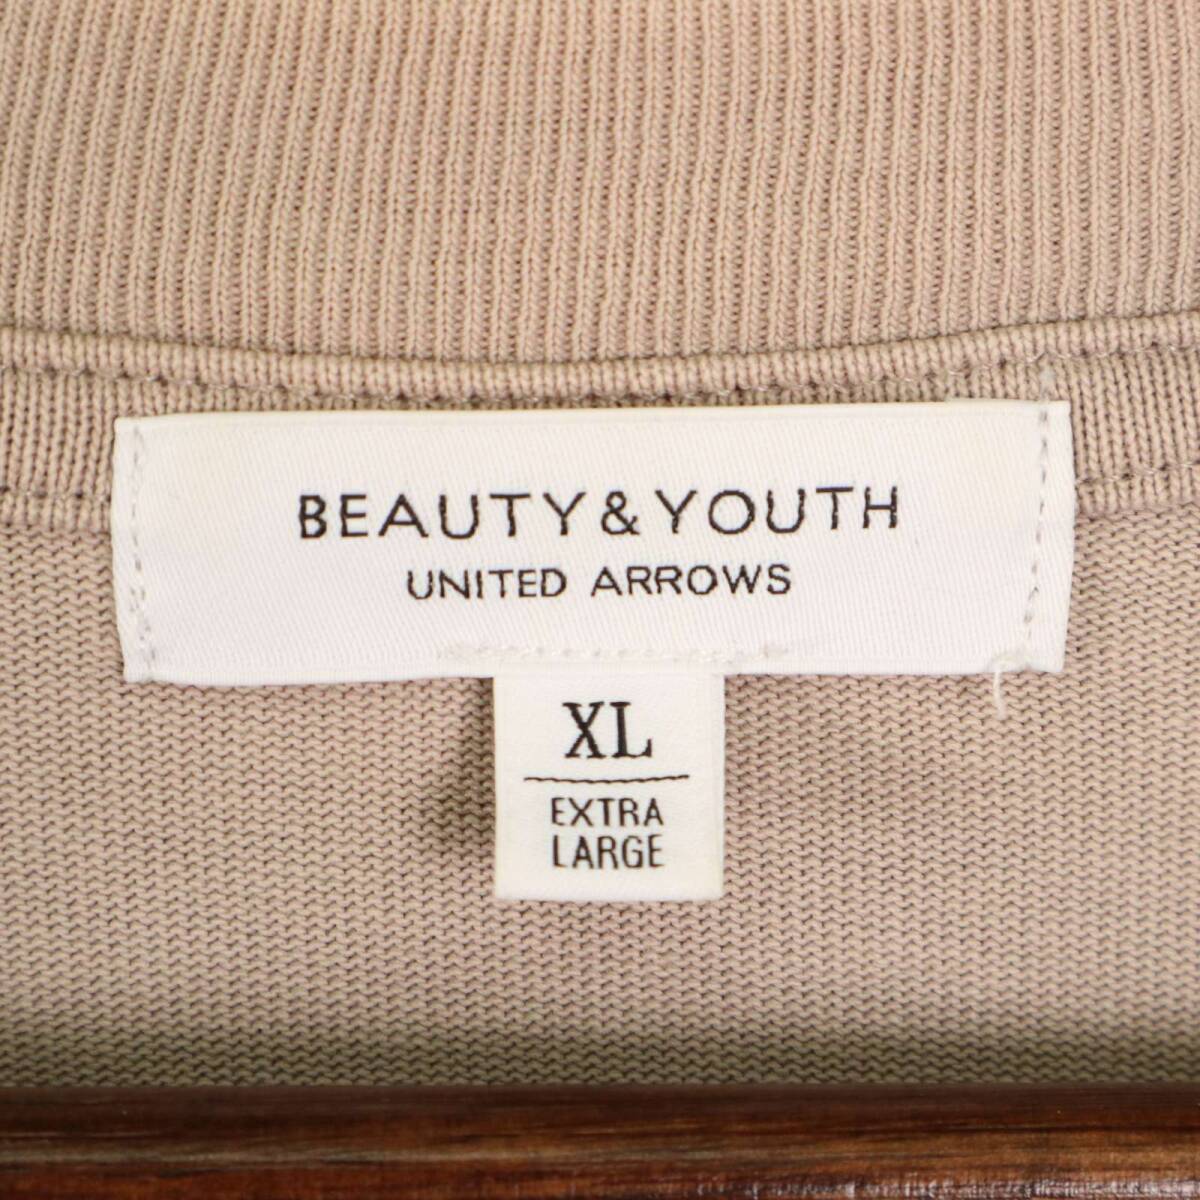 BEAUTY & YOUTH
UNITED ARROWS
XL
EXTRA
LARGE